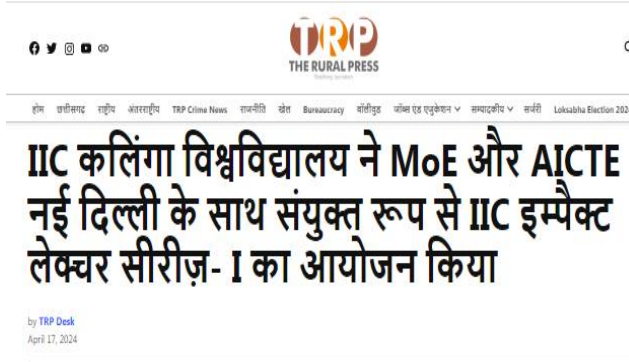 TRP
THE RURAL PRESS
होम छत्तीसगढ़ राष्ट्रीय अंतरराष्ट्रीय TRP Crime News राजनीति खेल Bureaucracy बॉलीवुड जॉब्स एंड एजुकेशन सम्पादकीय सर्जरी Loksabha Election 2024
IIC कलिंगा विश्वविद्यालय ने MoE और AICTE
नई दिल्ली के साथ संयुक्त रूप से IIC इम्पैक्ट
लेक्चर सीरीज़- I का आयोजन किया
by TRP Desk
April 17, 2024